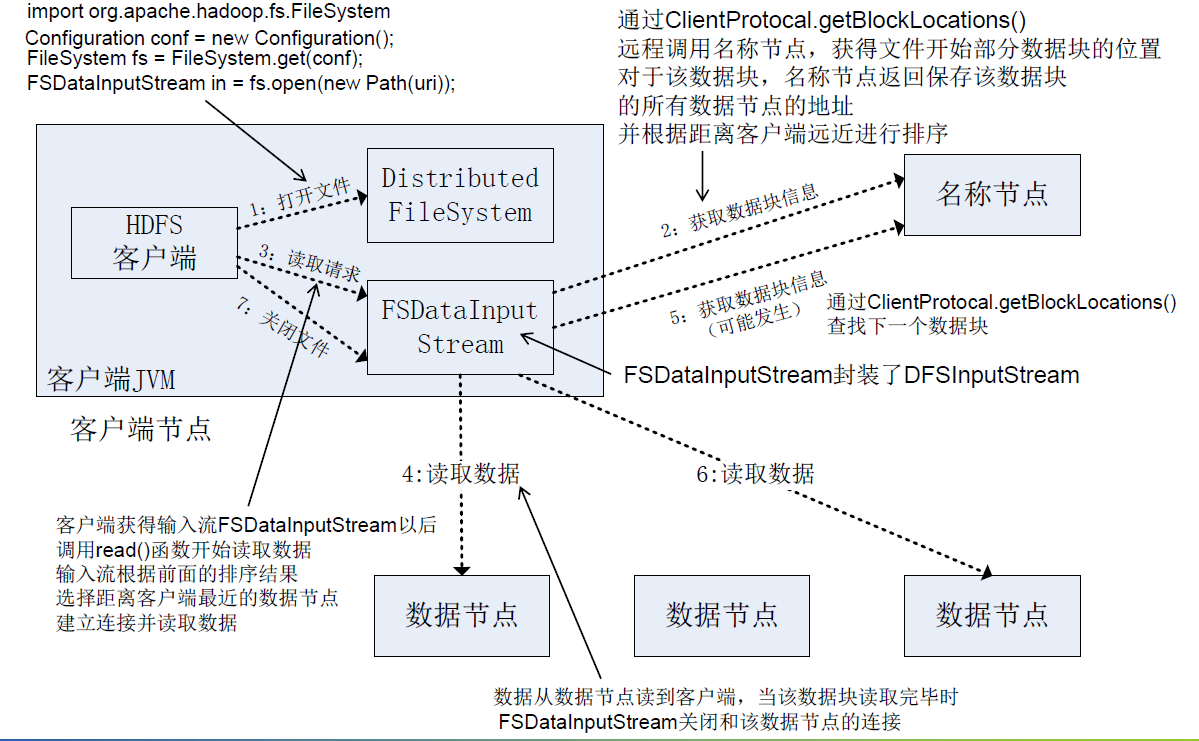 import org.apache.hadoop.fs.FileSystem
Configuration conf = new Configuration();
FileSystem fs = FileSystem.get(conf);
FSDataInputStream in = fs.open(new Path(uri));
通过ClientProtocal.getBlockLocations()
远程调用名称节点，获得文件开始部分数据块的位置
对于该数据块，名称节点返回保存该数据块
的所有数据节点的地址
并根据距离客户端远近进行排序
HDFS
客户端
1：打开文件
Distributed
FileSystem
2：获取数据块信息
名称节点
3：读取请求
FSDataInput
Stream
5：获取数据块信息
（可能发生）
通过ClientProtocal.getBlockLocations()
查找下一个数据块
7：关闭文件
客户端JVM
FSDataInputStream封装了DFSInputStream
客户端节点
4:读取数据
6:读取数据
客户端获得输入流FSDataInputStream以后
调用read()函数开始读取数据
输入流根据前面的排序结果
选择距离客户端最近的数据节点
建立连接并读取数据
数据节点
数据节点
数据节点
数据从数据节点读到客户端，当该数据块读取完毕时
FSDataInputStream关闭和该数据节点的连接